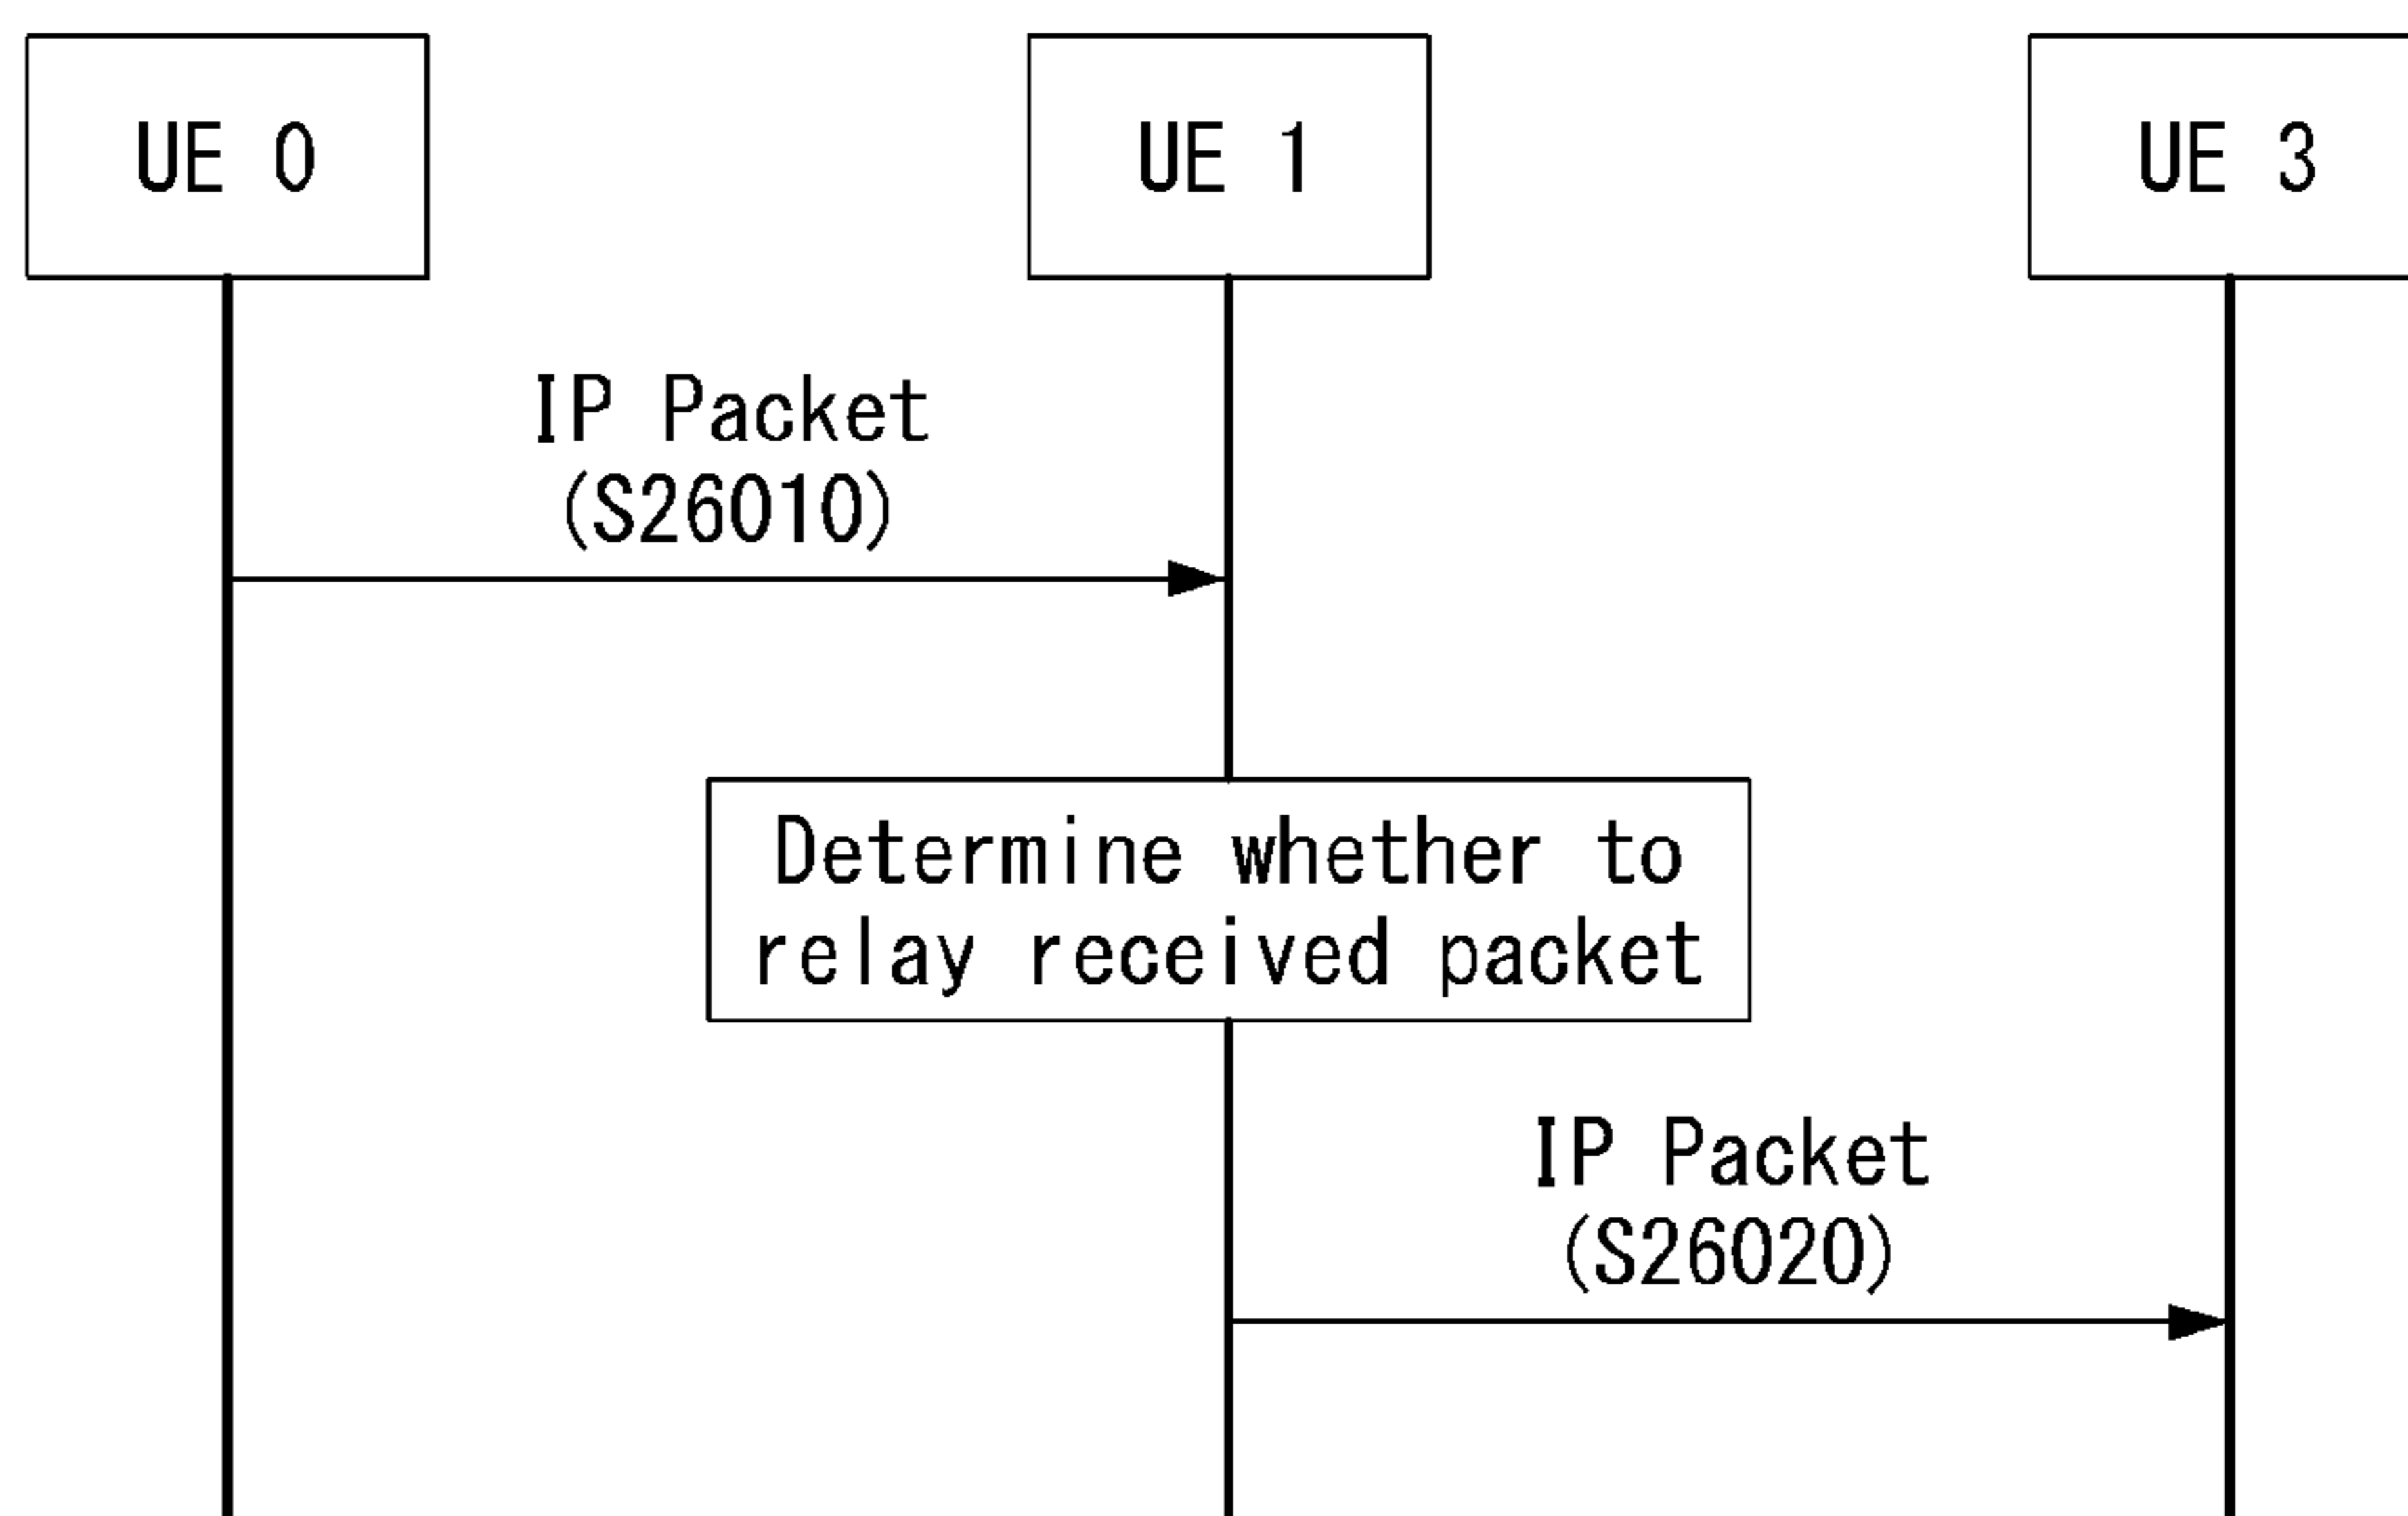 UE 0
UE 1
UE 3
IP Packet
(S26010)
Determine whether to
relay received packet
IP Packet
(S26020)